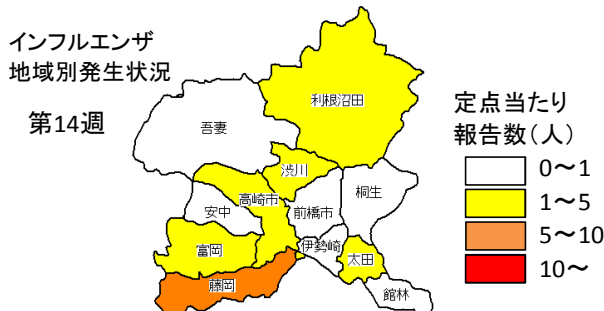 インフルエンザ
地域別発生状況
第14週
利根沼田
吾妻
渋川
高崎市
安中
前橋市
桐生
伊勢崎
富岡
太田
藤岡
館林
定点当たり
報告数（人）
0～1
1～5
5～10
10～